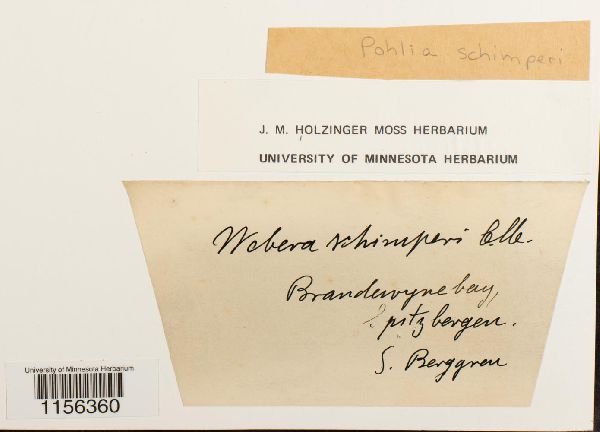 Pohlia schimperi
J. M. HOLZINGER MOSS HERBARIUM
UNIVERSITY OF MINNESOTA HERBARIUM
Webera schimperi C.M.
Brandewyne bay,
Spitzbergen.
S. Berggren
University of Minnesota Herbarium
1156360